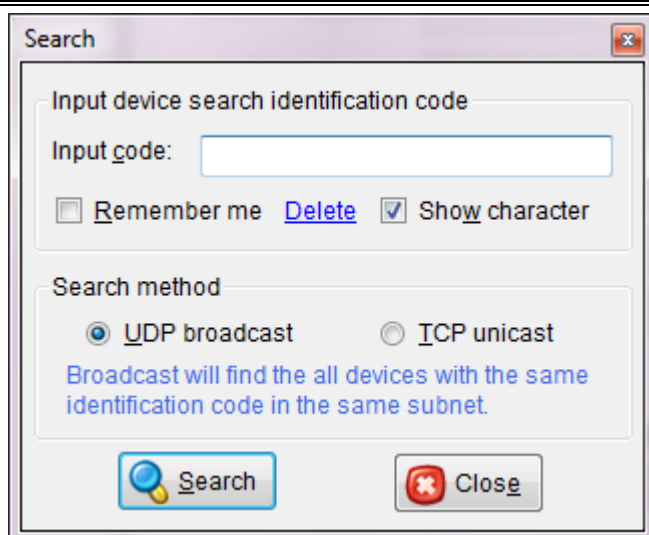 Search
Input device search identification code
Input code:
Remember me Delete Show character
Search method
UDP broadcast TCP unicast
Broadcast will find the all devices with the same
identification code in the same subnet.
Search Close